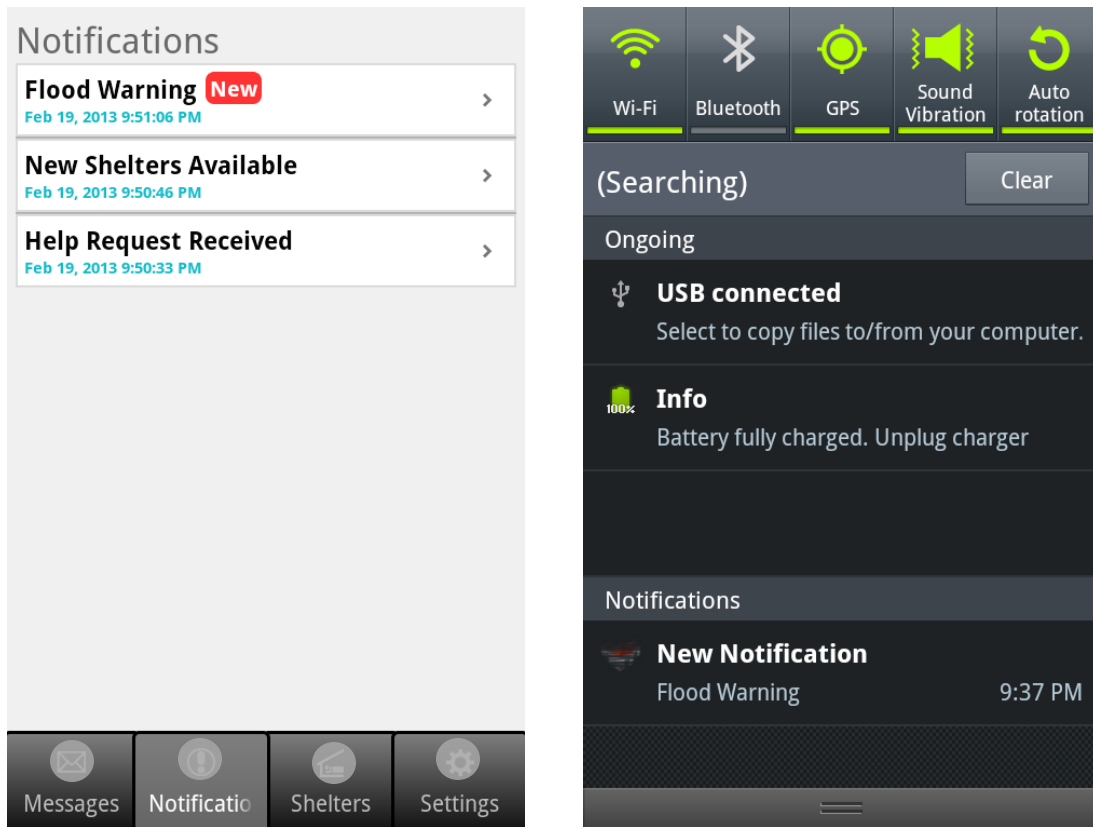 Notifications
Flood Warning New
Feb 19, 2013 9:51:06 PM
New Shelters Available
Feb 19, 2013 9:50:46 PM
Help Request Received
Feb 19, 2013 9:50:33 PM
Messages
Notificatio
Shelters
Settings
Wi-Fi
Bluetooth
GPS
Sound
Vibration
Auto
rotation
(Searching)
Clear
Ongoing
USB connected
Select to copy files to/from your computer.
100%
Info
Battery fully charged. Unplug charger
Notifications
New Notification
Flood Warning 9:37 PM